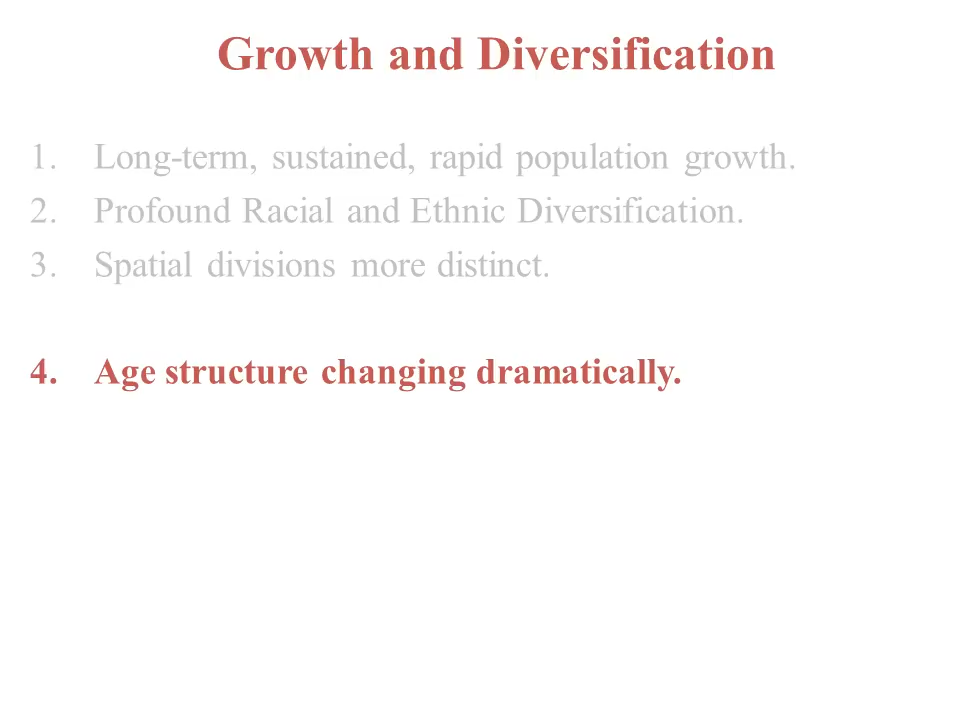 Growth and Diversification
1. Long-term, sustained, rapid population growth.
2. Profound Racial and Ethnic Diversification.
3. Spatial divisions more distinct.
4. Age structure changing dramatically.